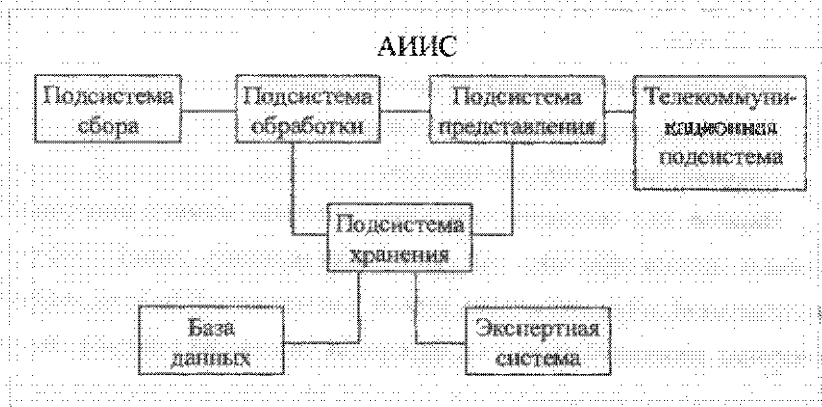 АИИС
Подсистема
сбора
Подсистема
обработки
Подсистема
представления
Телекоммуни-
кационная
подсистема
Подсистема
хранения
База
данных
Экспертная
система